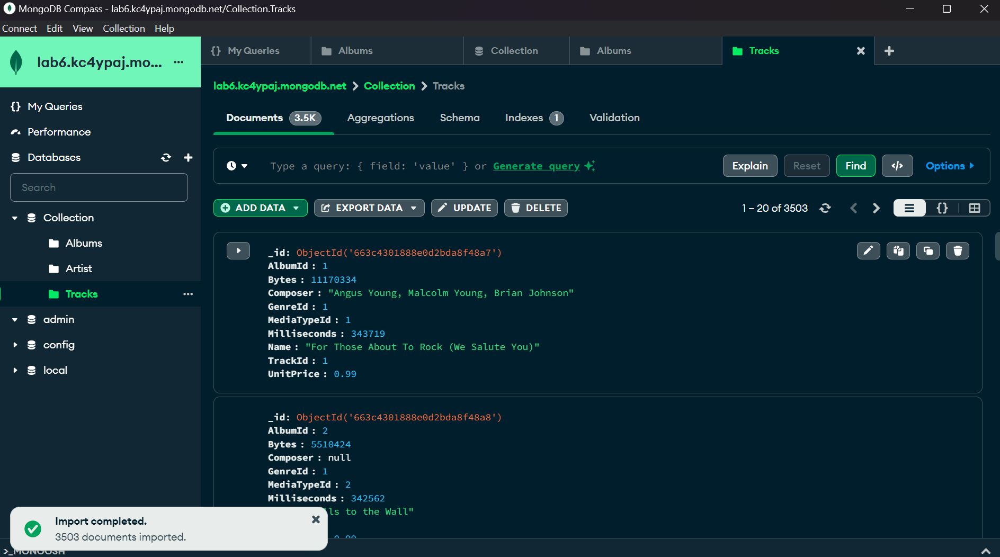 MongoDB Compass - lab6.kc4ypaj.mongodb.net/Collection.Tracks
Connect Edit View Collection Help
lab6.kc4ypaj.mo... ...
My Queries
Performance
Databases
Search
Collection
Albums
Artist
Tracks ...
admin
config
local
{} My Queries Albums Collection Albums Tracks
lab6.kc4ypaj.mongodb.net > Collection > Tracks
Documents 3.5K Aggregations Schema Indexes 1 Validation
Type a query: { field: 'value' } or Generate query Explain Reset Find </> Options
ADD DATA EXPORT DATA UPDATE DELETE 1 – 20 of 3503 {}
_id: ObjectId('663c4301888e0d2bda8f48a7')
AlbumId : 1
Bytes : 11170334
Composer : "Angus Young, Malcolm Young, Brian Johnson"
GenreId : 1
MediaTypeId : 1
Milliseconds : 343719
Name : "For Those About To Rock (We Salute You)"
TrackId : 1
UnitPrice : 0.99
_id: ObjectId('663c4301888e0d2bda8f48a8')
AlbumId : 2
Bytes : 5510424
Composer : null
GenreId : 1
MediaTypeId : 2
Milliseconds : 342562
lls to the Wall"
0.99
Import completed.
3503 documents imported.
>_MONGOSH